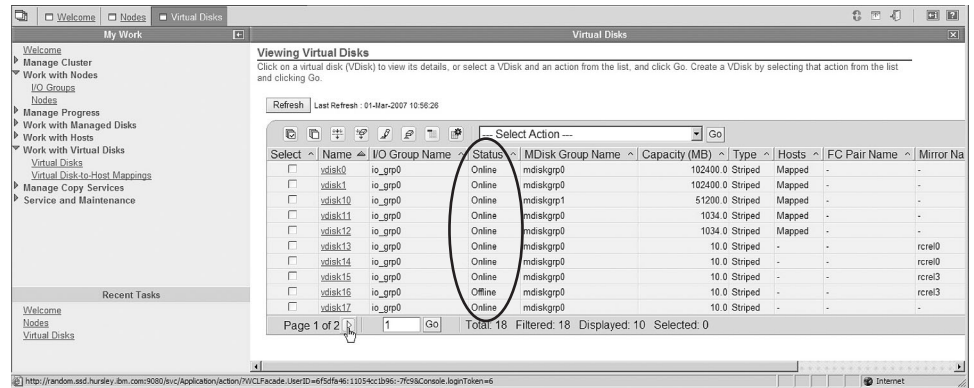 Welcome Nodes Virtual Disks
My Work
Welcome
Manage Cluster
Work with Nodes
I/O Groups
Nodes
Manage Progress
Work with Managed Disks
Work with Hosts
Work with Virtual Disks
Virtual Disks
Virtual Disk-to-Host Mappings
Manage Copy Services
Service and Maintenance
Recent Tasks
Welcome
Nodes
Virtual Disks
Virtual Disks
Viewing Virtual Disks
Click on a virtual disk (VDisk) to view its details, or select a VDisk and an action from the list, and click Go. Create a VDisk by selecting that action from the list
and clicking Go.
Refresh Last Refresh : 01-Mar-2007 10:56:26
--- Select Action --- Go
Select Name I/O Group Name Status MDisk Group Name Capacity (MB) Type Hosts FC Pair Name Mirror Na
vdisk0 io_grp0 Online mdiskgrp0 102400.0 Striped Mapped - -
vdisk1 io_grp0 Online mdiskgrp0 102400.0 Striped Mapped - -
vdisk10 io_grp0 Online mdiskgrp1 51200.0 Striped Mapped - -
vdisk11 io_grp0 Online mdiskgrp0 1034.0 Striped Mapped - -
vdisk12 io_grp0 Online mdiskgrp0 1034.0 Striped Mapped - -
vdisk13 io_grp0 Online mdiskgrp0 10.0 Striped - - rcrel0
vdisk14 io_grp0 Online mdiskgrp0 10.0 Striped - - rcrel0
vdisk15 io_grp0 Online mdiskgrp0 10.0 Striped - - rcrel3
vdisk16 io_grp0 Offline mdiskgrp0 10.0 Striped - - rcrel3
vdisk17 io_grp0 Online mdiskgrp0 10.0 Striped - - -
Page 1 of 2 1 Go Total: 18 Filtered: 18 Displayed: 10 Selected: 0
http://random.ssd.hursley.ibm.com:9080/svc/Application/action/?WCLFacade.UserID=6f5dfa46:11054cc1b96:-7fc9&Console.loginToken=6 Internet